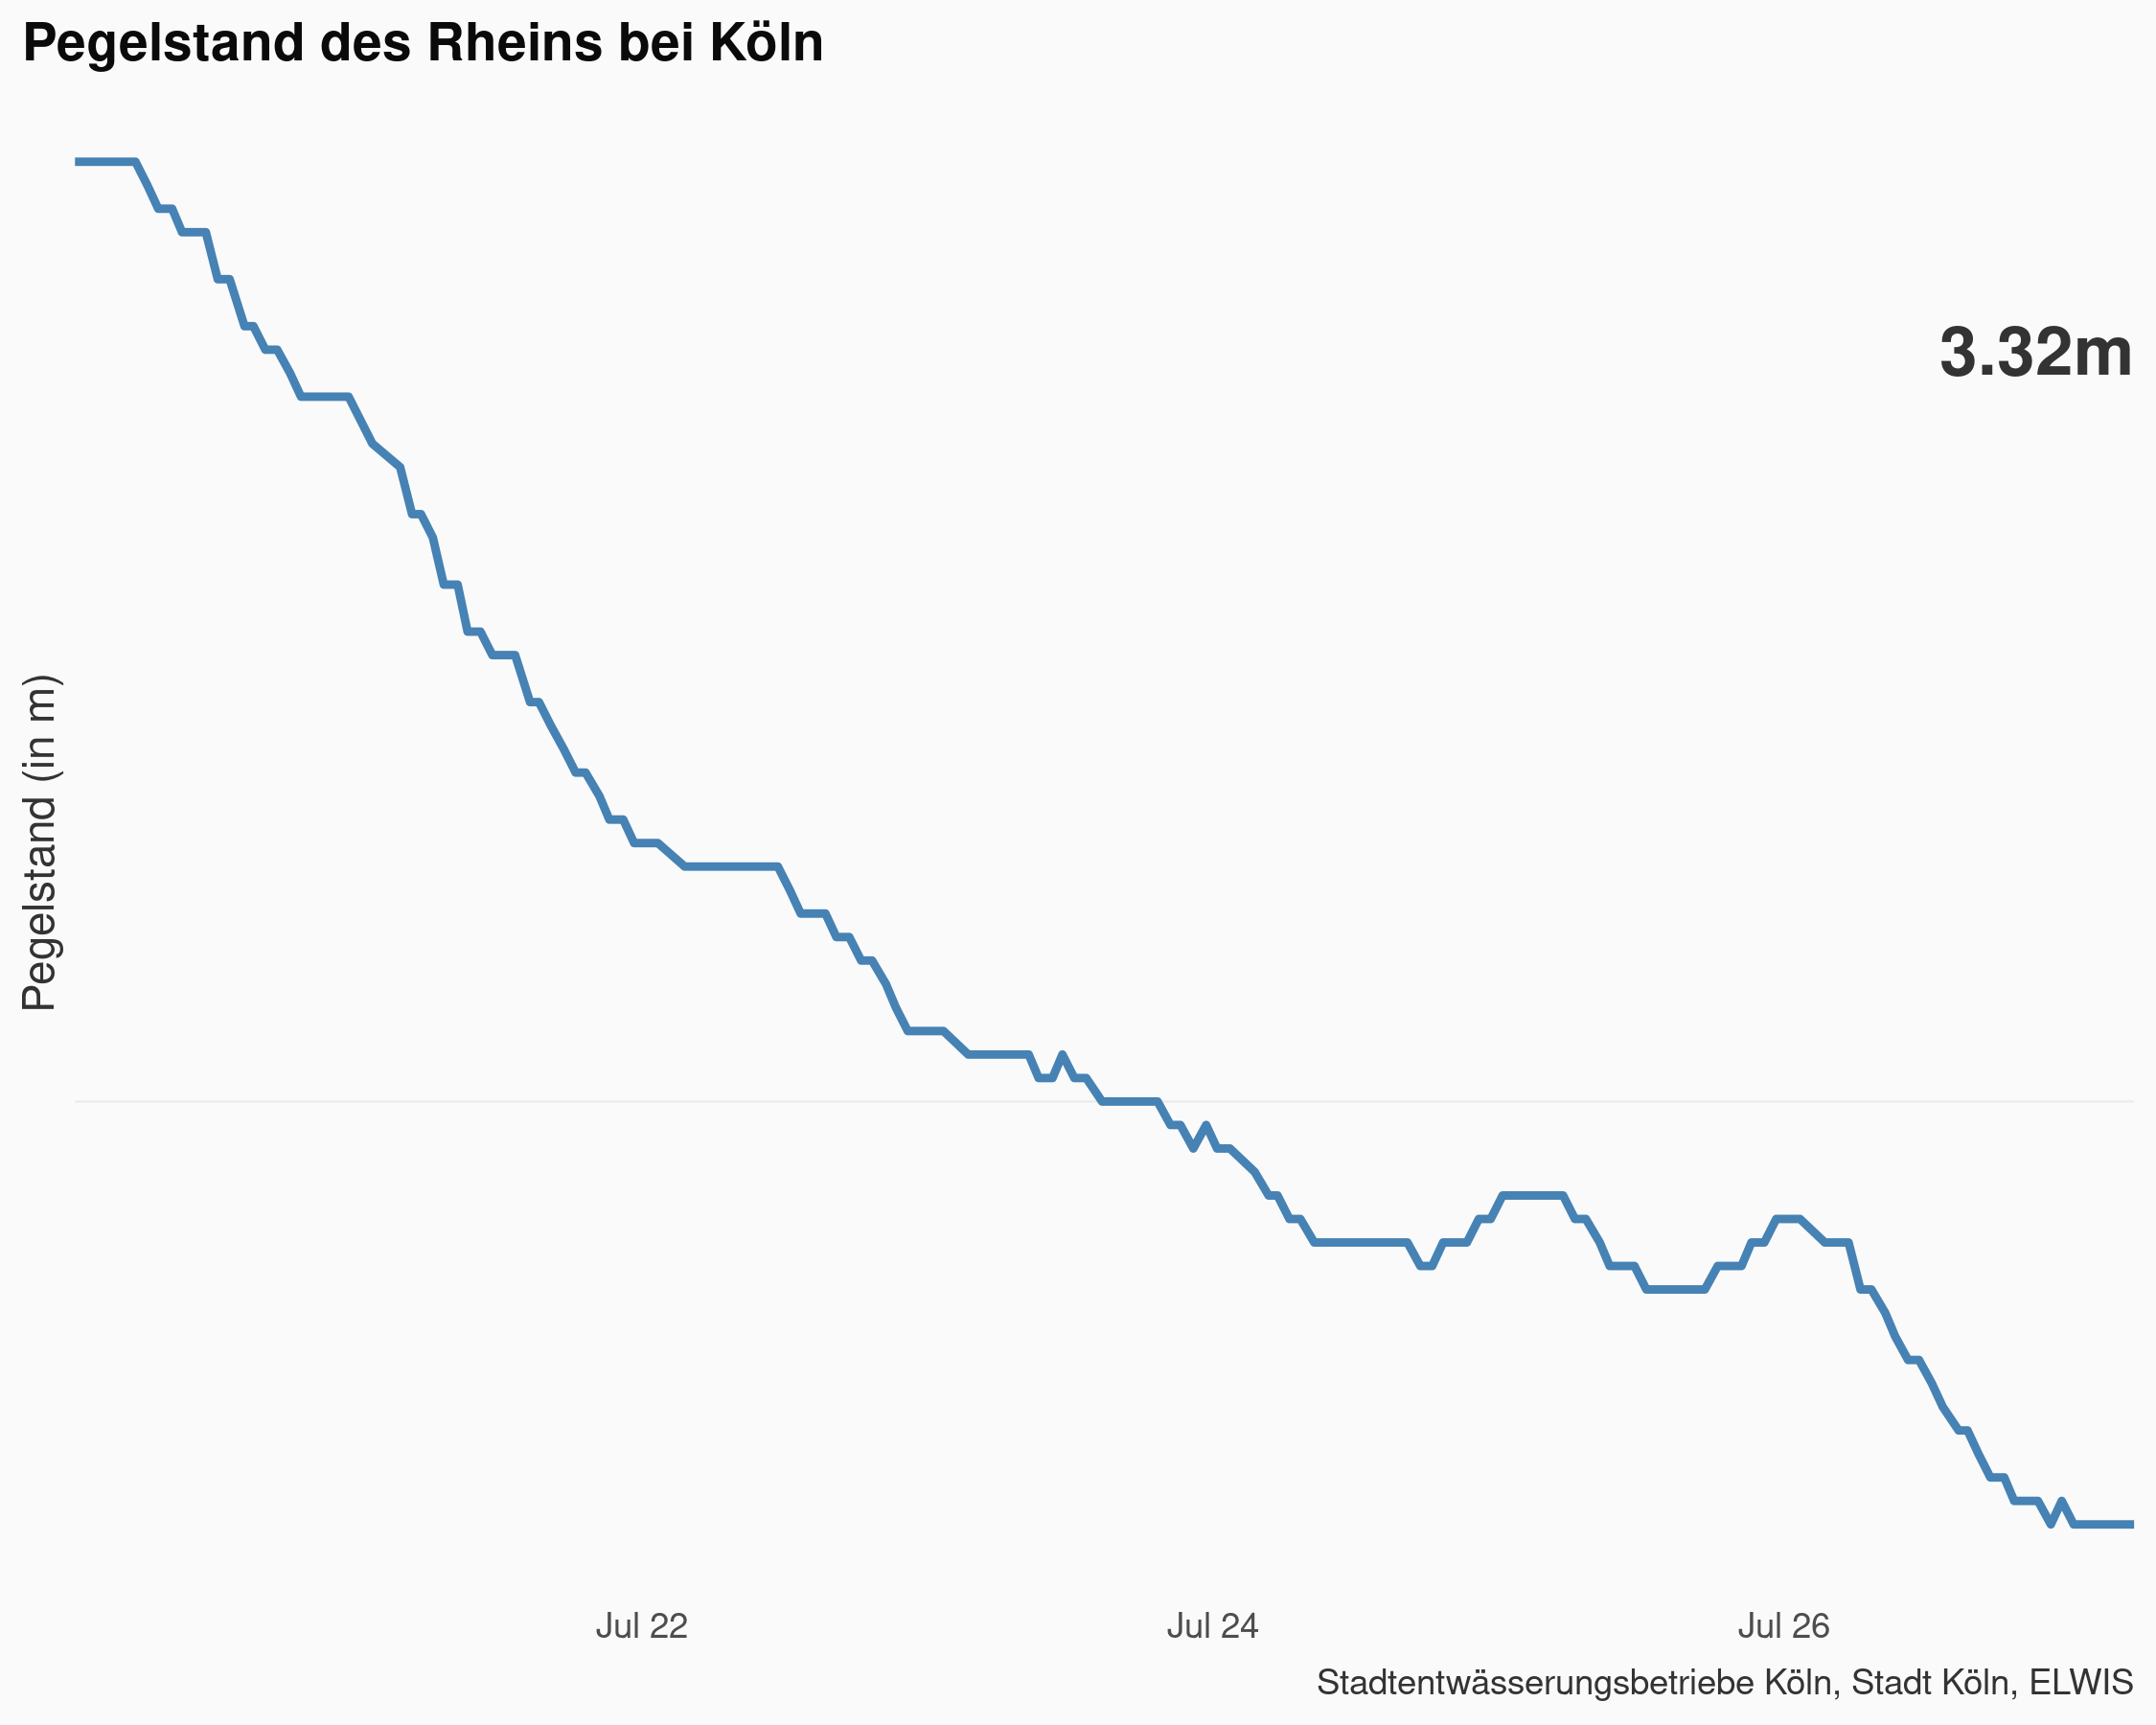 Pegelstand des Rheins bei Köln
3.32m
Pegelstand (in m)
Jul 22
Jul 24
Jul 26
Stadtentwässerungsbetriebe Köln, Stadt Köln, ELWIS